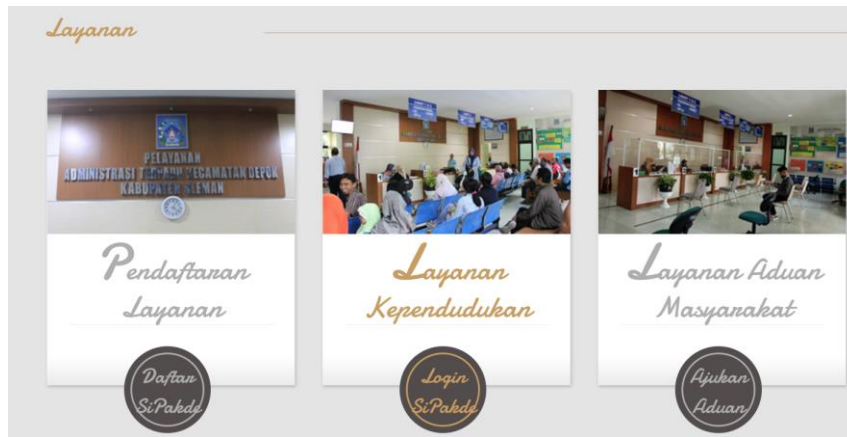 Layanan
PELAYANAN
ADMINISTRASI TERPADU KECAMATAN DEPOK
KABUPATEN SLEMAN
Pendaftaran
Layanan
Daftar
SiPakde
Layanan
Kependudukan
Login
SiPakde
Layanan Aduan
Masyarakat
Ajukan
Aduan